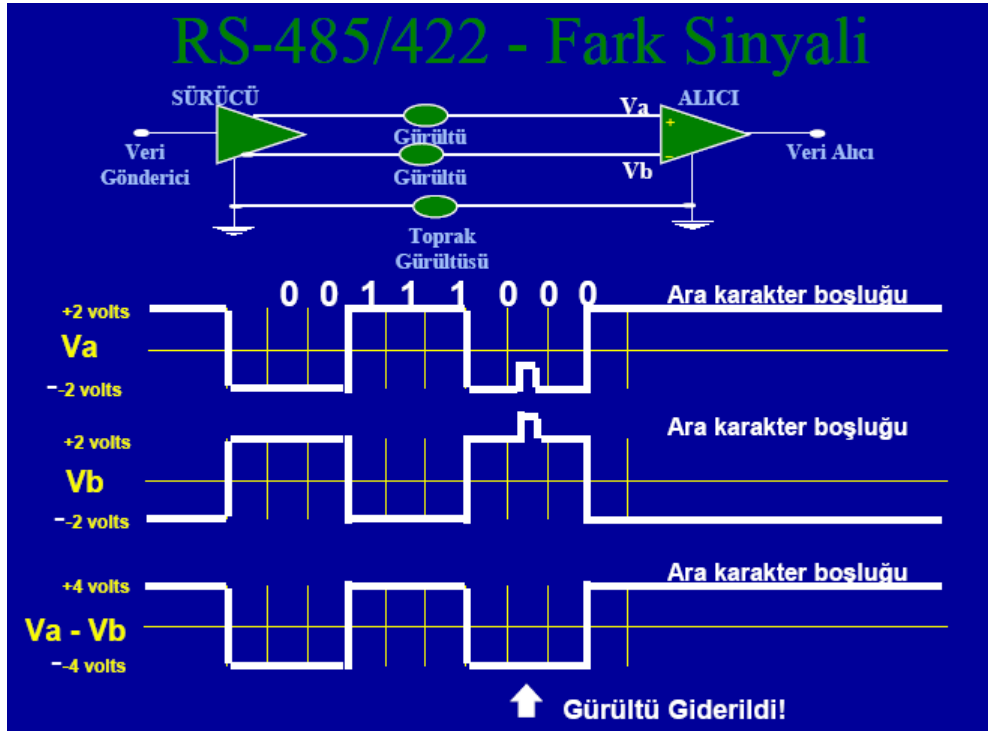 RS-485/422 - Fark Sinyali
SÜRÜCÜ
Va
ALICI
+
Gürültü
Veri
Gönderici
Veri Alıcı
-
Gürültü
Vb
Toprak
Gürültüsü
0 0 1 1 1 0 0 0
Ara karakter boşluğu
+2 volts
Va
--2 volts
Ara karakter boşluğu
+2 volts
Vb
--2 volts
Ara karakter boşluğu
+4 volts
Va - Vb
--4 volts
Gürültü Giderildi!